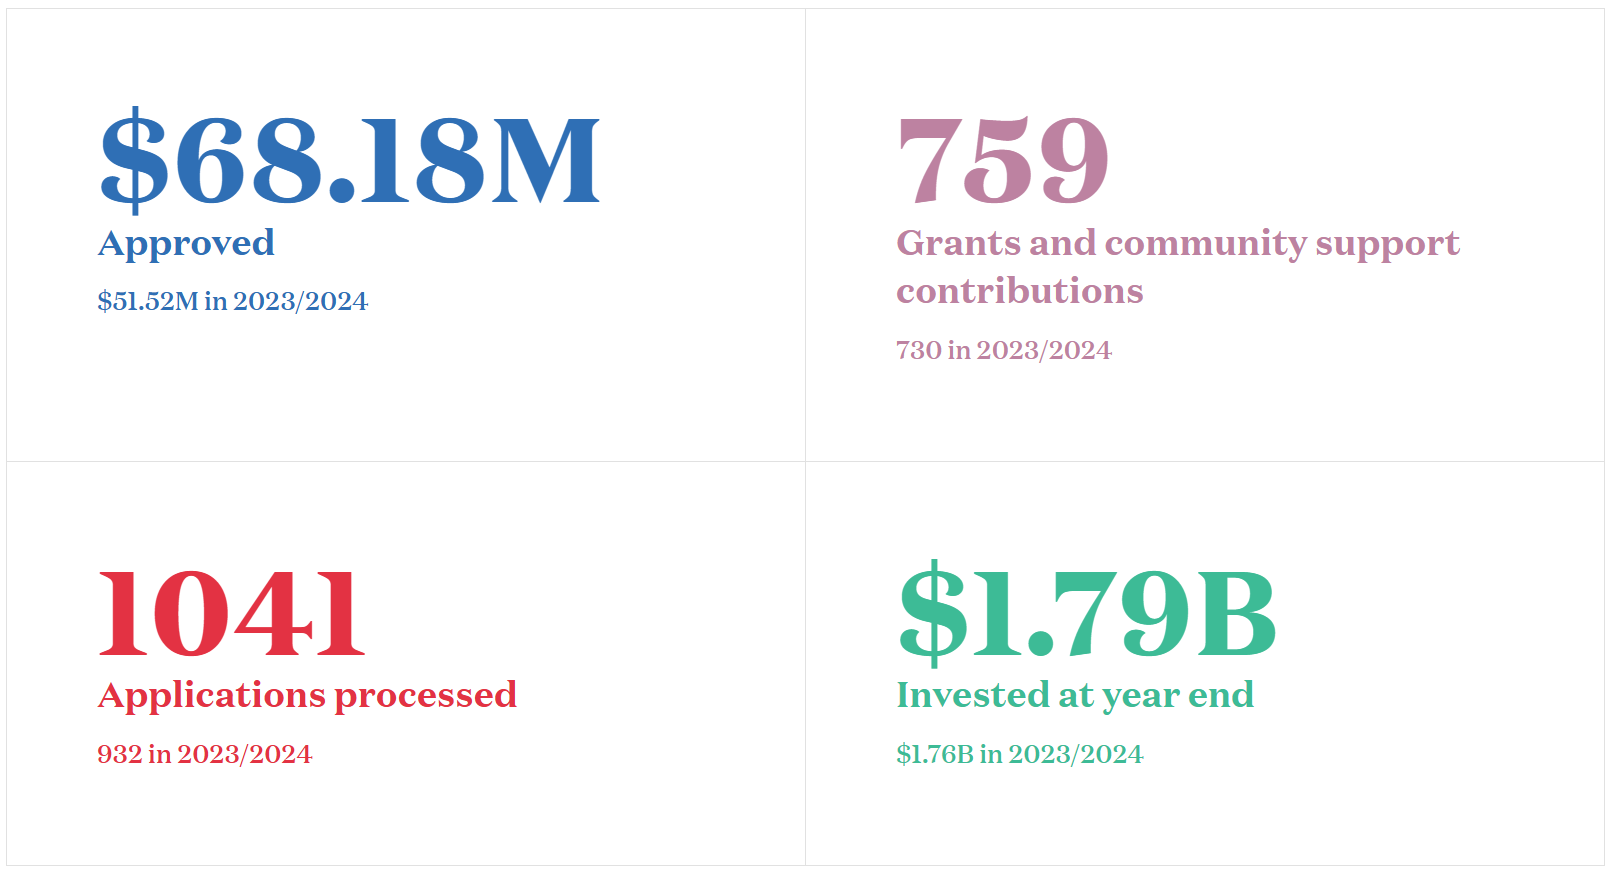 $68.18M
Approved
$51.52M in 2023/2024
759
Grants and community support
contributions
730 in 2023/2024
1041
Applications processed
932 in 2023/2024
$1.79B
Invested at year end
$1.76B in 2023/2024